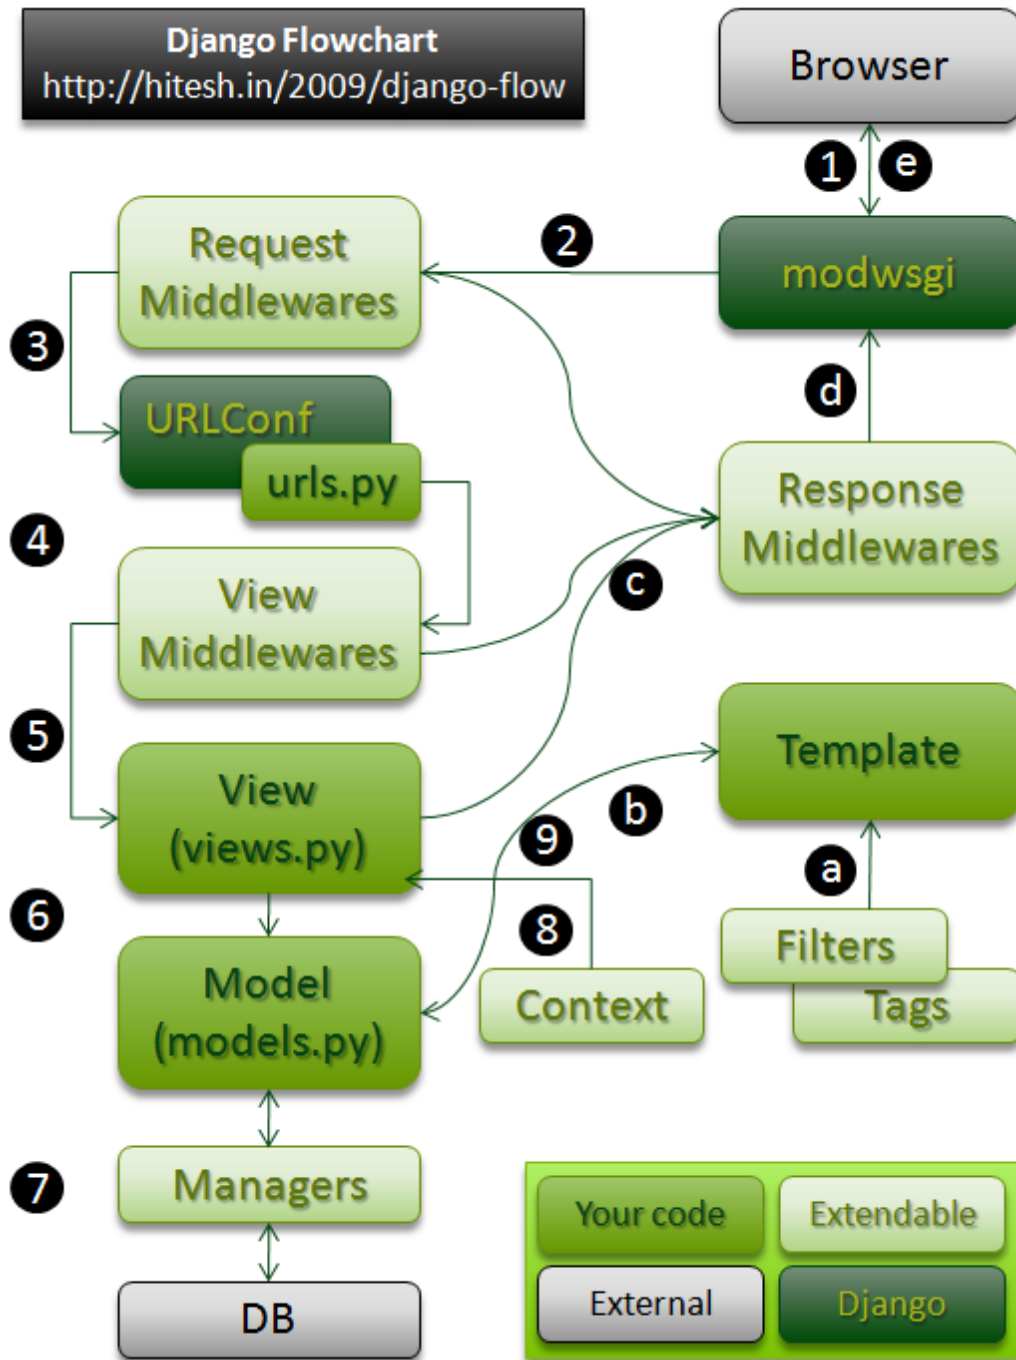 Django Flowchart
http://hitesh.in/2009/django-flow
Browser
1
e
Request
Middlewares
2
modwsgi
3
d
URLConf
urls.py
Response
Middlewares
4
c
View
Middlewares
5
Template
View
(views.py)
b
9
a
6
8
Filters
Tags
Model
(models.py)
Context
7
Managers
Your code
Extendable
External
Django
DB